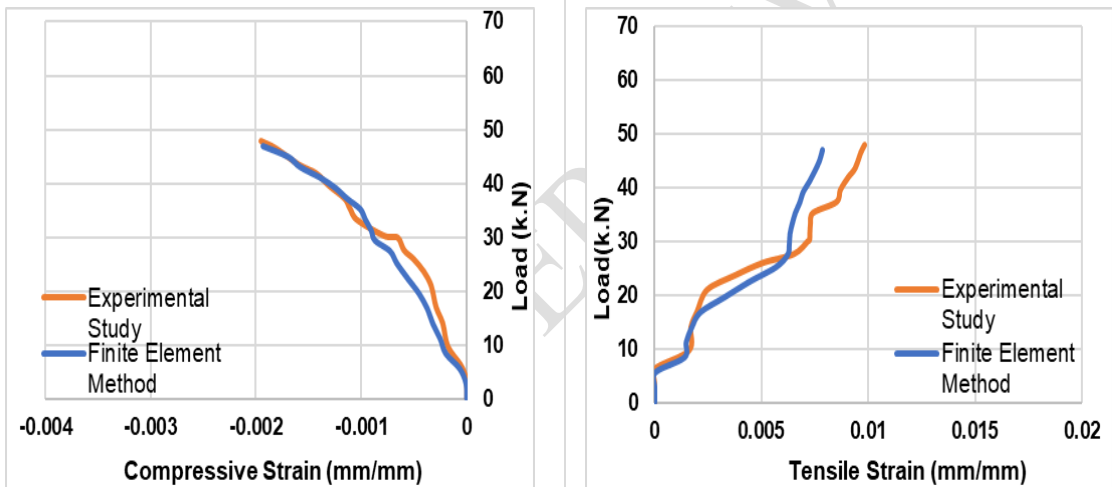 70
60
50
40
30
20
10
0
Load (k.N)
Experimental
Study
Finite Element
Method
-0.004 -0.003 -0.002 -0.001 0
Compressive Strain (mm/mm)
70
60
50
40
30
20
10
0
Load(k.N)
Experimental
Study
Finite Element
Method
0 0.005 0.01 0.015 0.02
Tensile Strain (mm/mm)